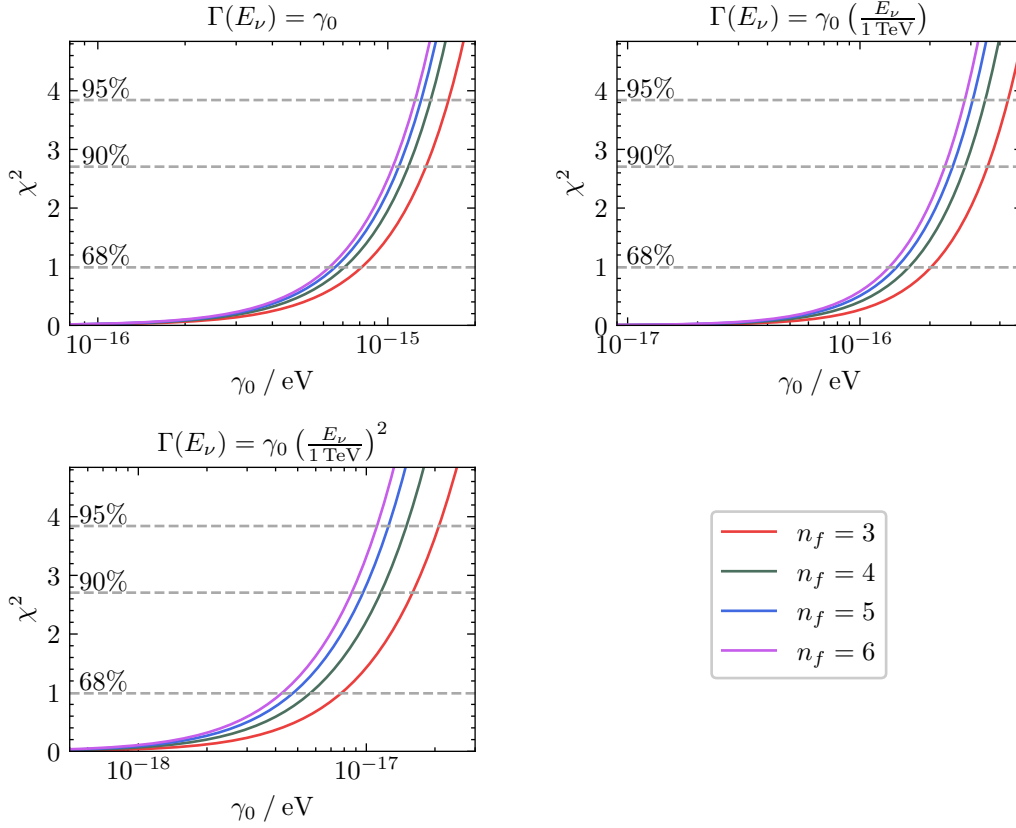 Γ(E_ν) = γ_0
χ^2
4
3
2
1
0
95%
90%
68%
10^{−16}
10^{−15}
γ_0 / eV
Γ(E_ν) = γ_0 (E_ν / 1 TeV)
χ^2
4
3
2
1
0
95%
90%
68%
10^{−17}
10^{−16}
γ_0 / eV
Γ(E_ν) = γ_0 (E_ν / 1 TeV)^2
χ^2
4
3
2
1
0
95%
90%
68%
10^{−18}
10^{−17}
γ_0 / eV
n_f = 3
n_f = 4
n_f = 5
n_f = 6